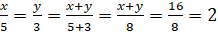 x/5 = y/3 = x+y/5+3 = x+y/8 = 16/8 = 2